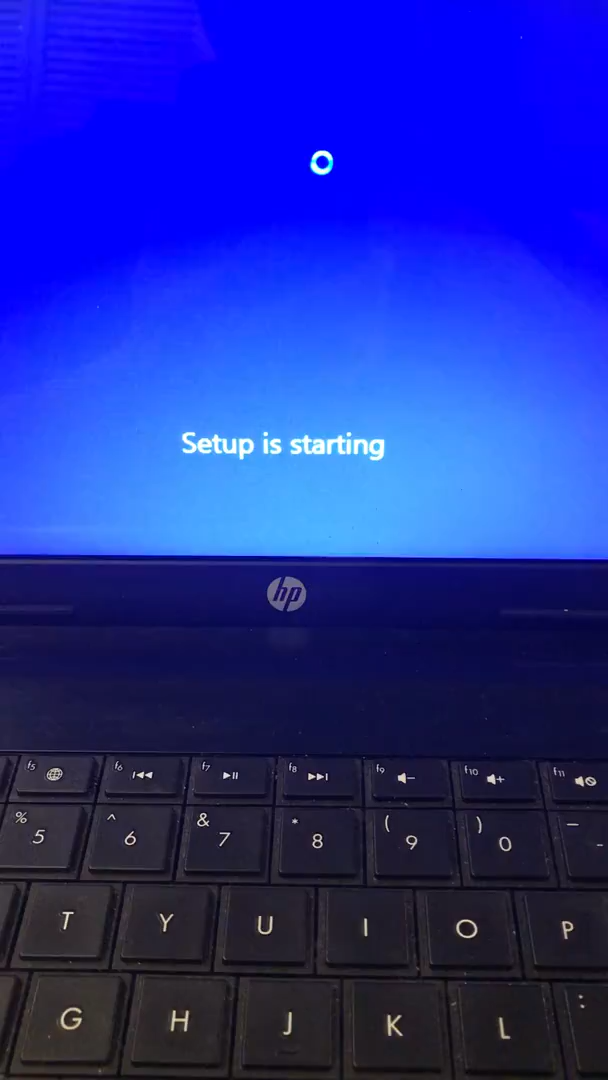 Setup is starting
hp
f5 f6 f7 f8 f9 f10 f11
% ^ & * ( ) _
5 6 7 8 9 0 -
T Y U I O P
G H J K L :